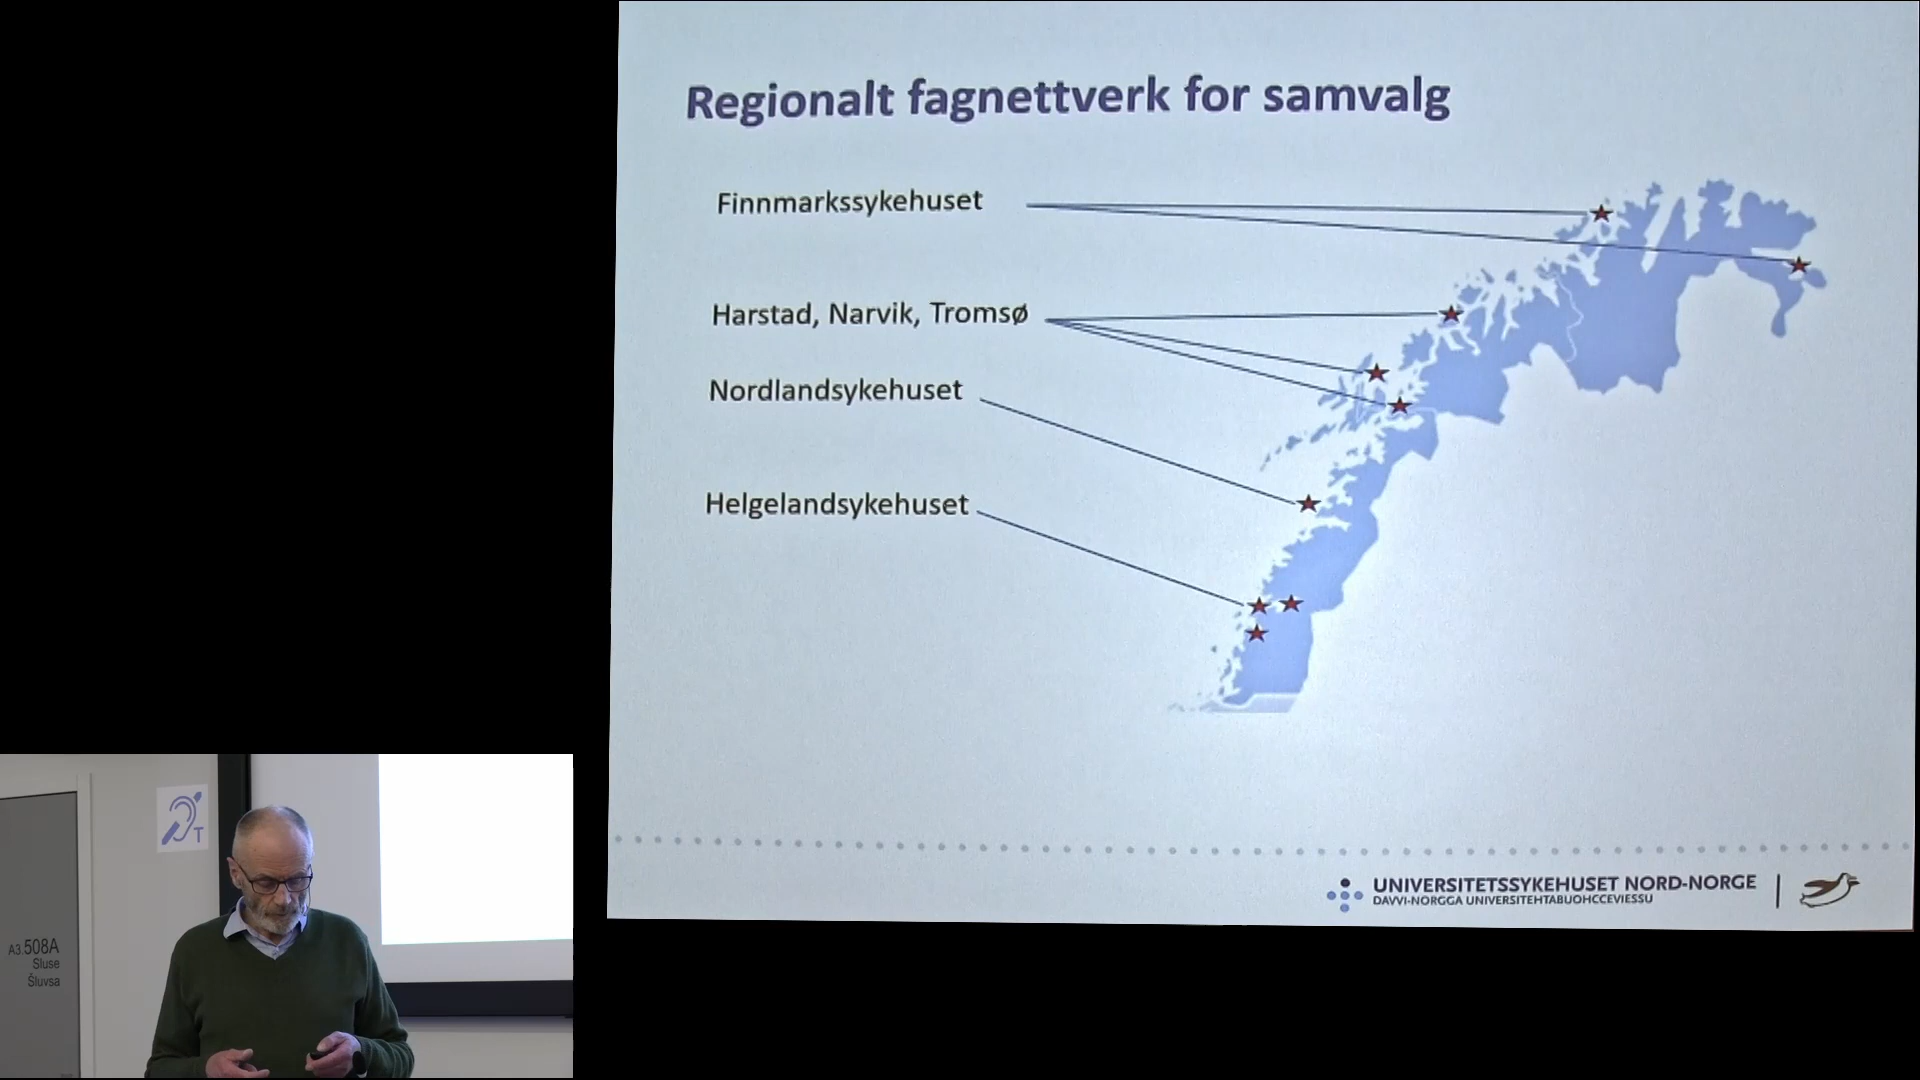 Regionalt fagnettverk for samvalg
Finnmarkssykehuset
Harstad, Narvik, Tromsø
Nordlandsykehuset
Helgelandsykehuset
UNIVERSITETSSYKEHUSET NORD-NORGE
DAVVI-NORGGA UNIVERSITEHTABUOHCCEVIESSU
T
A3.508A
Sluse
Šluvsa